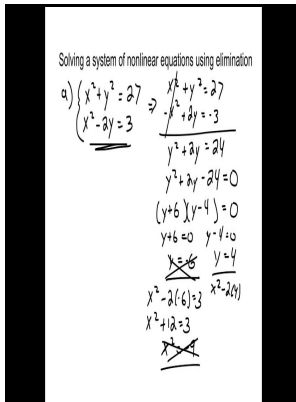 Solving a system of nonlinear equations using elimination
a) { x²+y²=27 ⇒ x²+y²=27
x²-2y=3 -x²+2y=-3
y²+2y=24
y²+2y-24=0
(y+6)(y-4)=0
y+6=0 y-4=0
y=-6 y=4
x²-2(-6)=3 x²-2(4)
x²+12=3
x²=-9